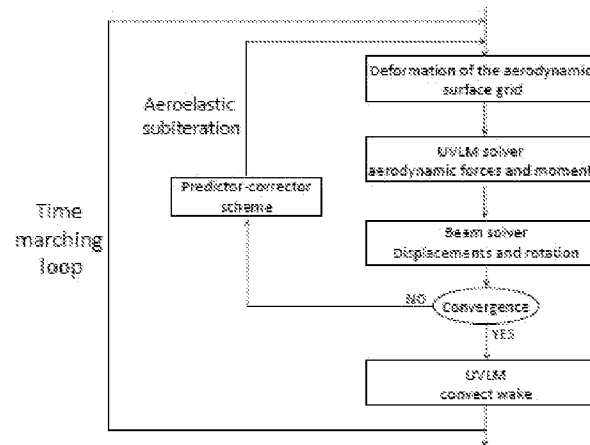 Deformation of the aerodynamic
surface grid
Aeroelastic
subiteration
UVLM solver
aerodynamic forces and moment
Predictor-corrector
scheme
Time
marching
loop
Beam solver
Displacements and rotation
NO
Convergence
YES
UVLM
convect wake